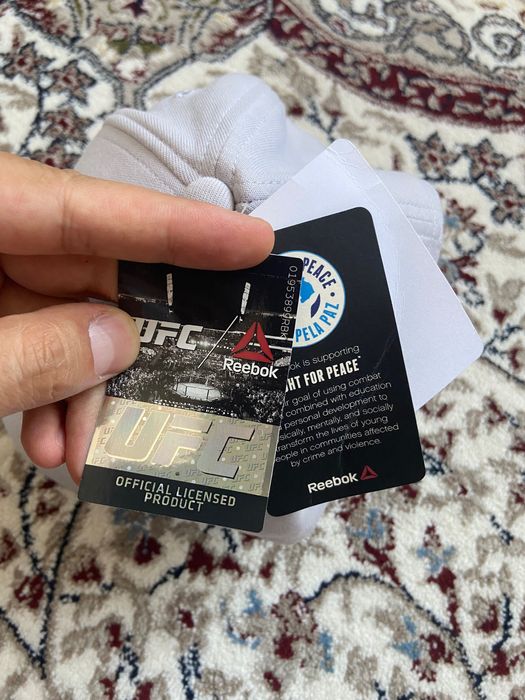 UFC
Reebok
UFC
OFFICIAL LICENSED
PRODUCT
PEACE
PELA PAZ
ok is supporting
HT FOR PEACE
goal of using combat
combined with education
personal development to
sically, mentally, and socially
transform the lives of young
people in communities affected
by crime and violence.
Reebok